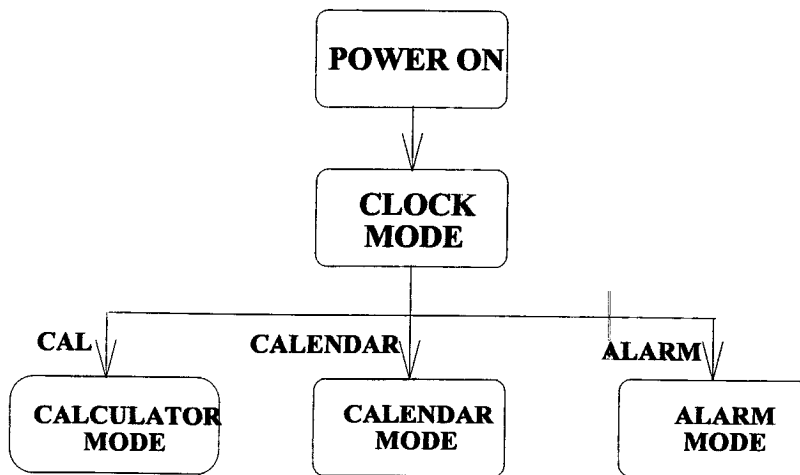 POWER ON
CLOCK
MODE
CAL
CALENDAR
ALARM
CALCULATOR
MODE
CALENDAR
MODE
ALARM
MODE